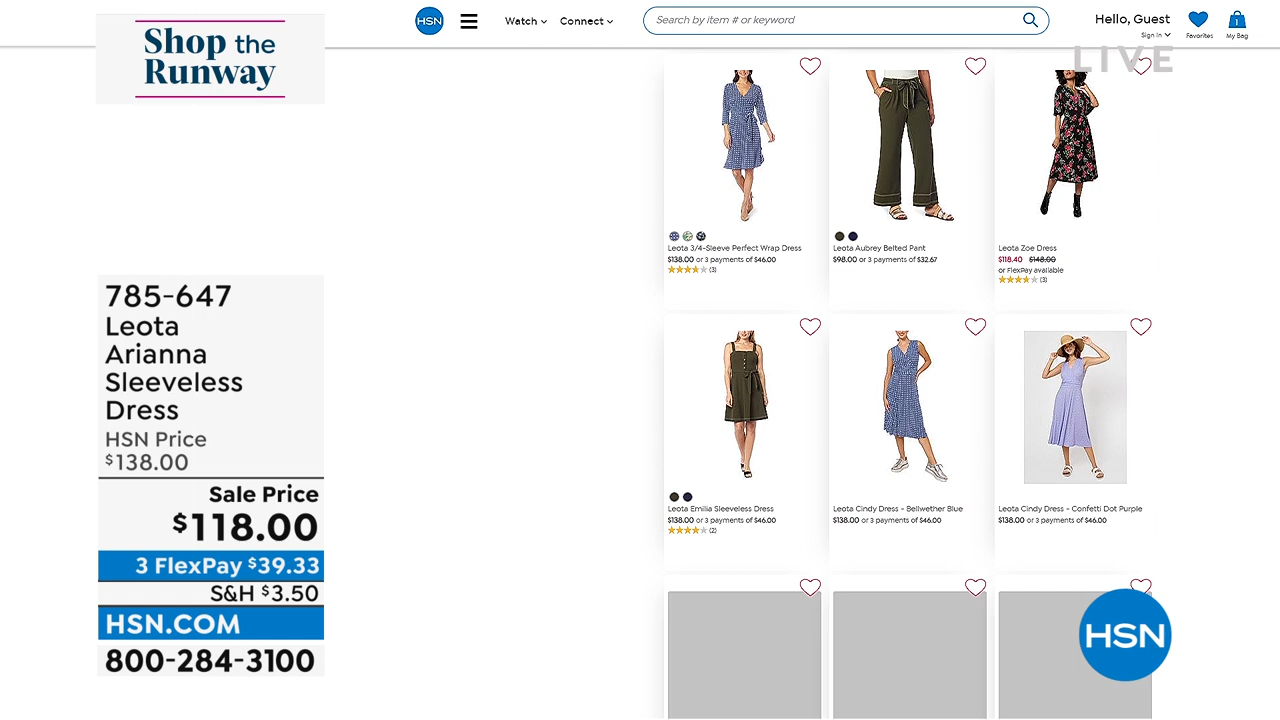 Shop the
Runway
HSN
Watch
Connect
Search by item # or keyword
Hello, Guest
Sign In
Favorites
1
My Bag
LIVE
785-647
Leota
Arianna
Sleeveless
Dress
HSN Price
$138.00
Sale Price
$118.00
3 FlexPay $39.33
S&H $3.50
HSN.COM
800-284-3100
Leota 3/4-Sleeve Perfect Wrap Dress
$138.00 or 3 payments of $46.00
(3)
Leota Aubrey Belted Pant
$98.00 or 3 payments of $32.67
Leota Zoe Dress
$118.40 $148.00
or FlexPay available
(3)
Leota Emilia Sleeveless Dress
$138.00 or 3 payments of $46.00
(2)
Leota Cindy Dress - Bellwether Blue
$138.00 or 3 payments of $46.00
Leota Cindy Dress - Confetti Dot Purple
$138.00 or 3 payments of $46.00
HSN